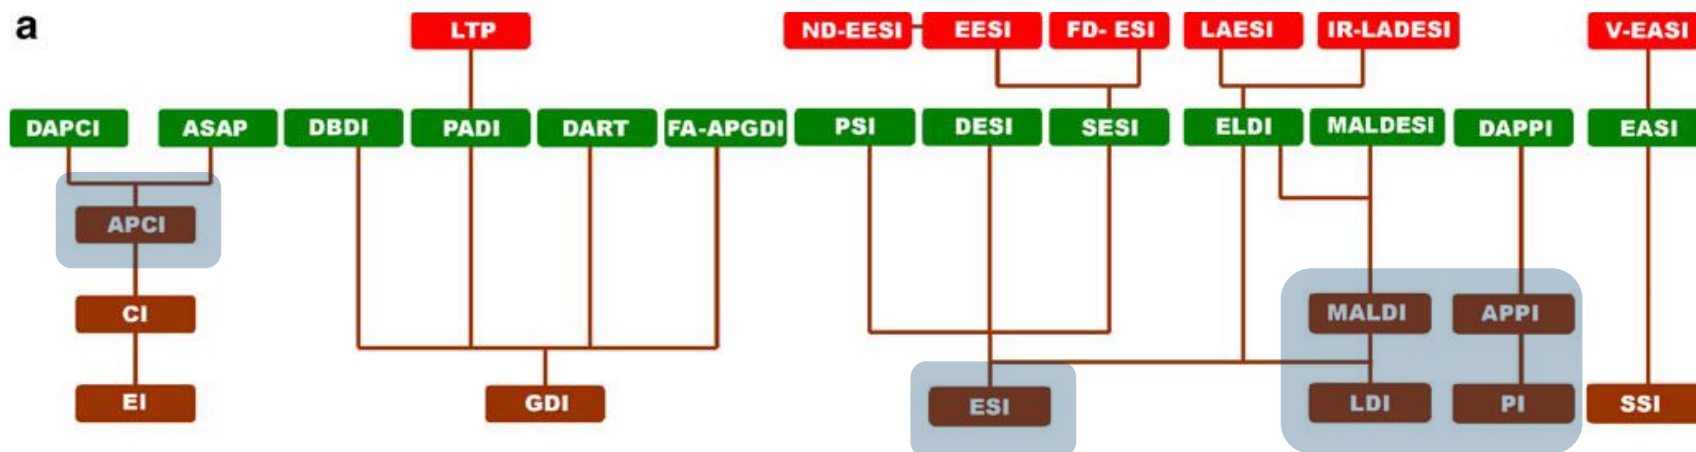 a
LTP
ND-EESI
EESI
FD- ESI
LAESI
IR-LADESI
V-EASI
DAPCI
ASAP
DBDI
PADI
DART
FA-APGDI
PSI
DESI
SESI
ELDI
MALDESI
DAPPI
EASI
APCI
CI
MALDI
APPI
EI
GDI
ESI
LDI
PI
SSI